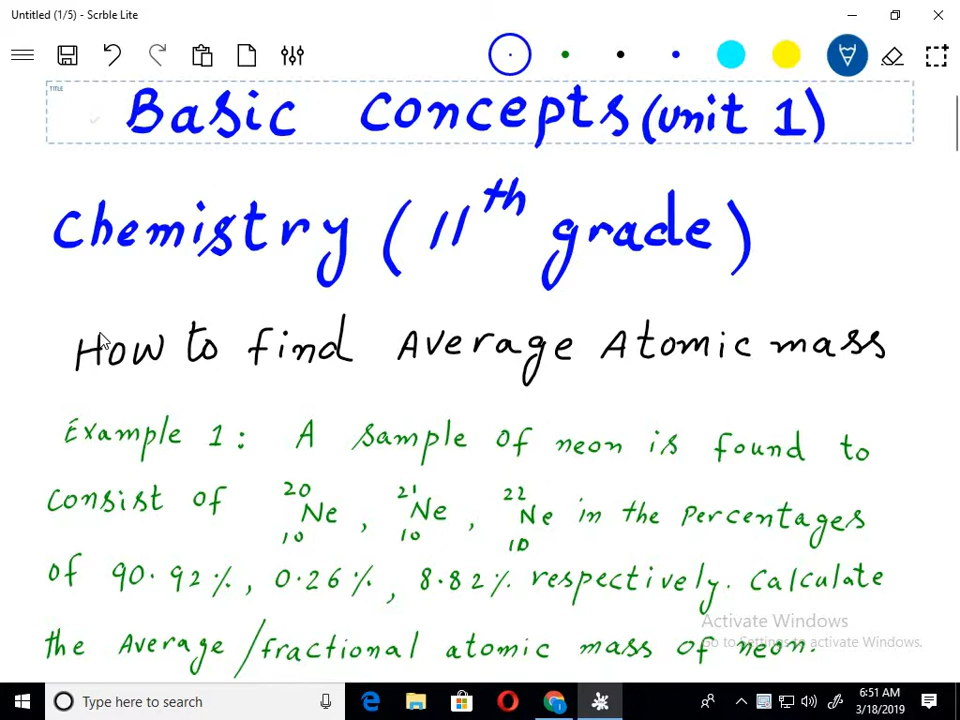 Untitled (1/5) - Scrble Lite
TITLE
Basic Concepts (unit 1)
Chemistry (11th grade)
How to find Average Atomic mass
Example 1: A sample of neon is found to
consist of 20 10 Ne, 21 10 Ne, 22 10 Ne in the percentages
of 90.92%, 0.26%, 8.82% respectively. Calculate
the Average/fractional atomic mass of neon.
Activate Windows
Go to Settings to activate Windows.
Type here to search
6:51 AM
3/18/2019